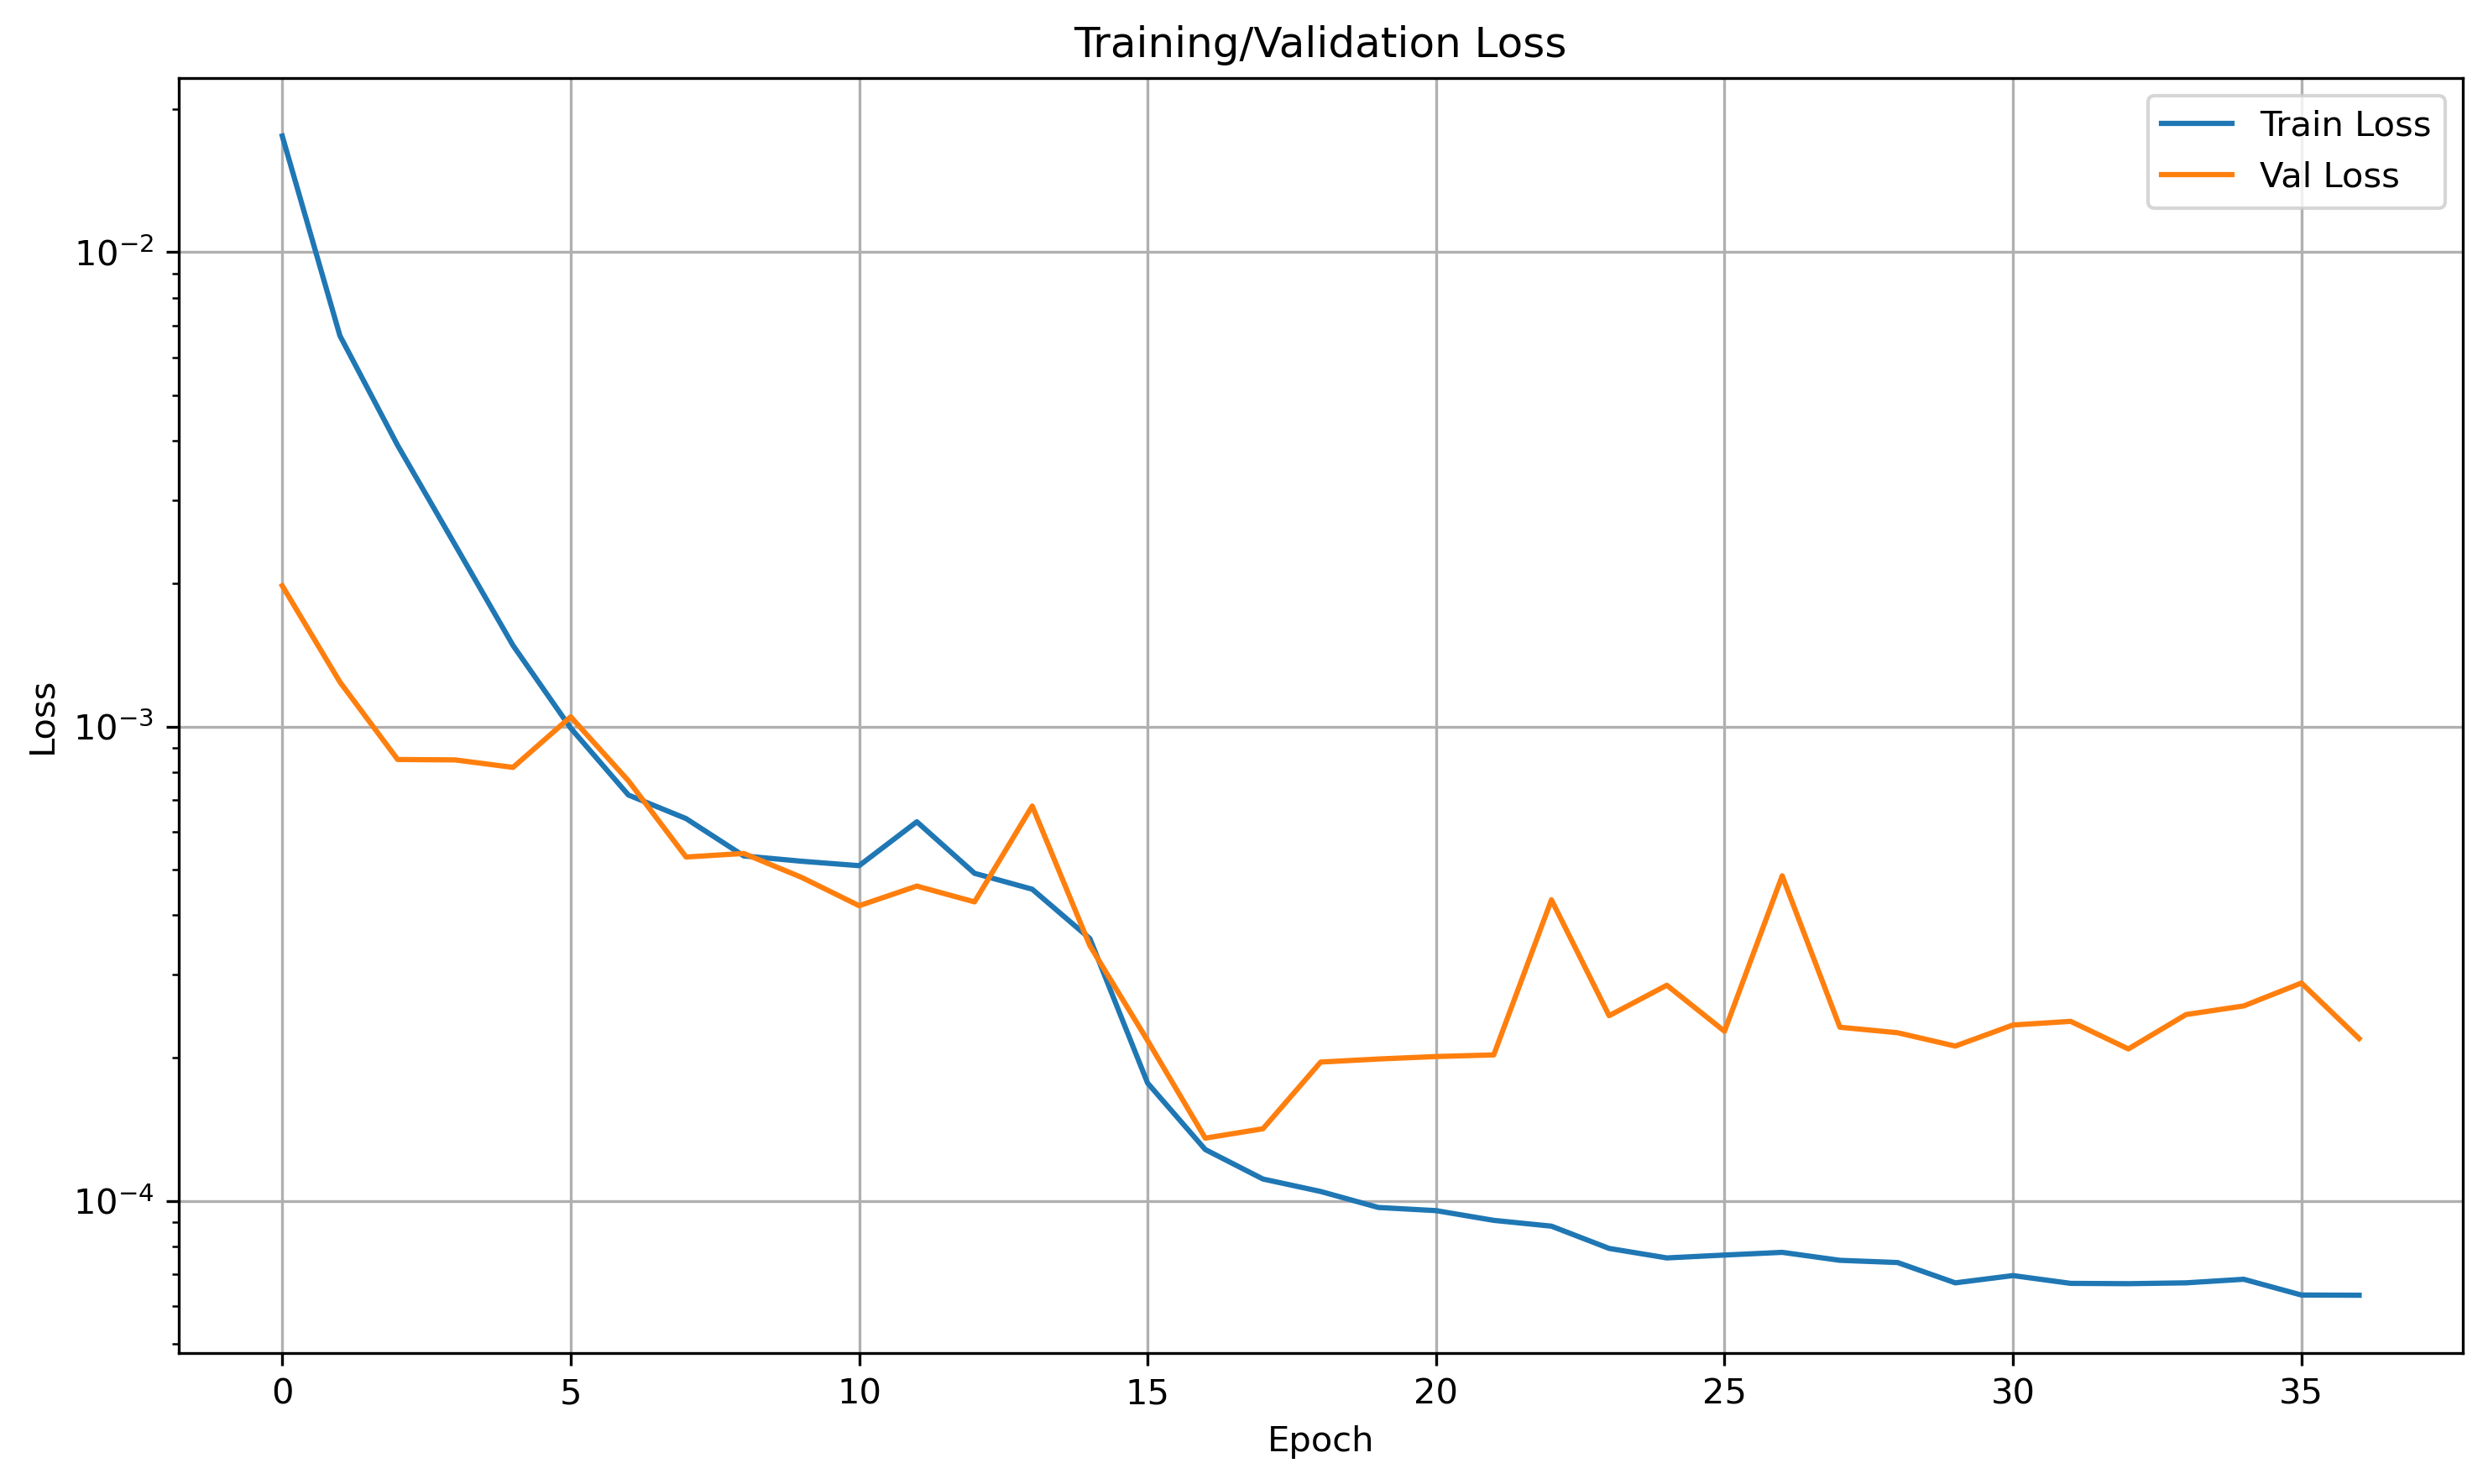 Training/Validation Loss
Train Loss
Val Loss
10⁻²
10⁻³
10⁻⁴
Loss
0 5 10 15 20 25 30 35
Epoch